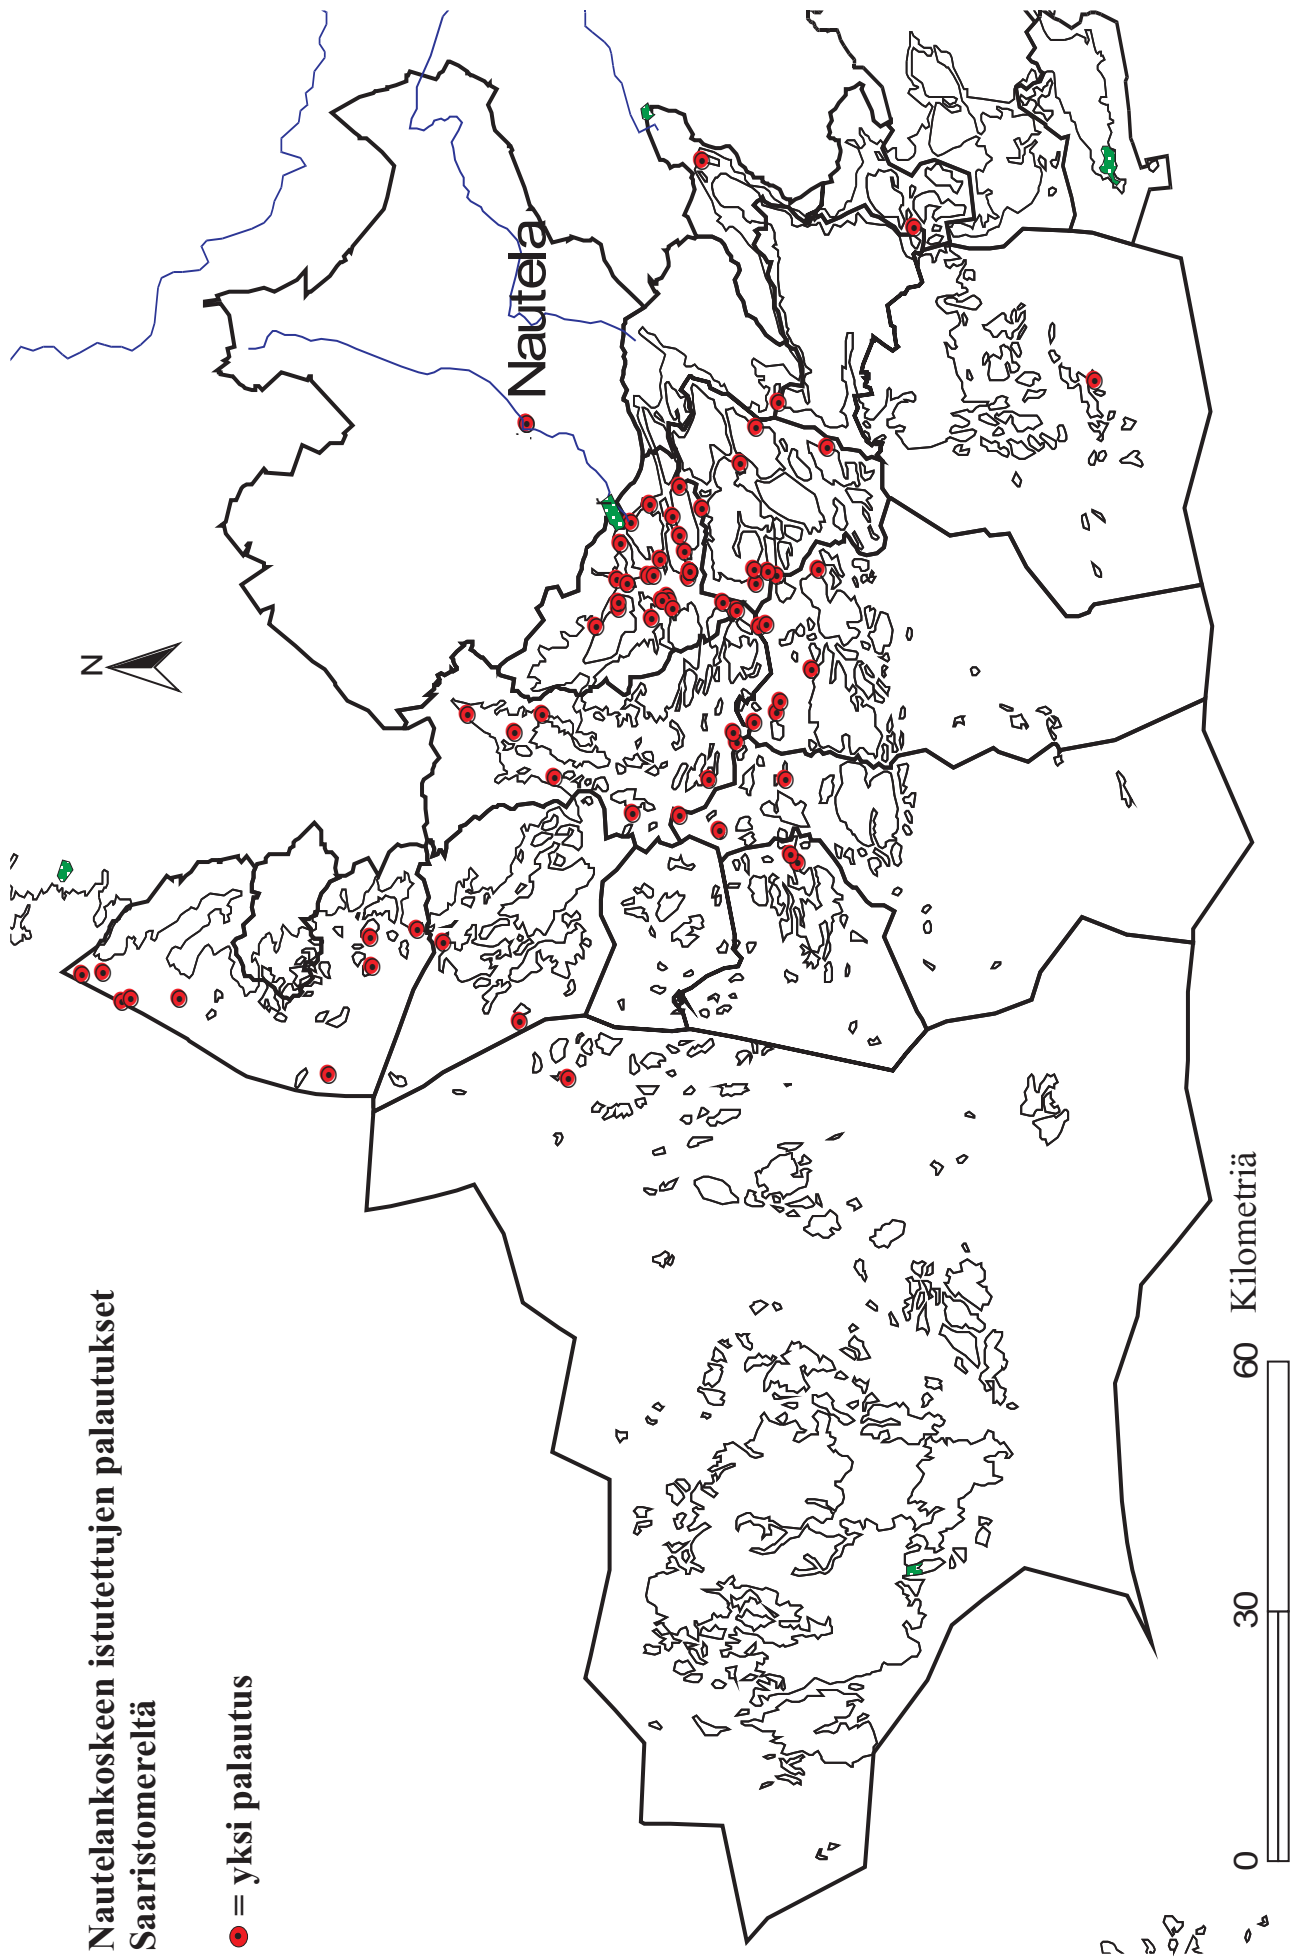 Nautelankoskeen istutettujen palautukset
Saaristomereltä
= yksi palautus
N
Nautela
0 30 60 Kilometriä